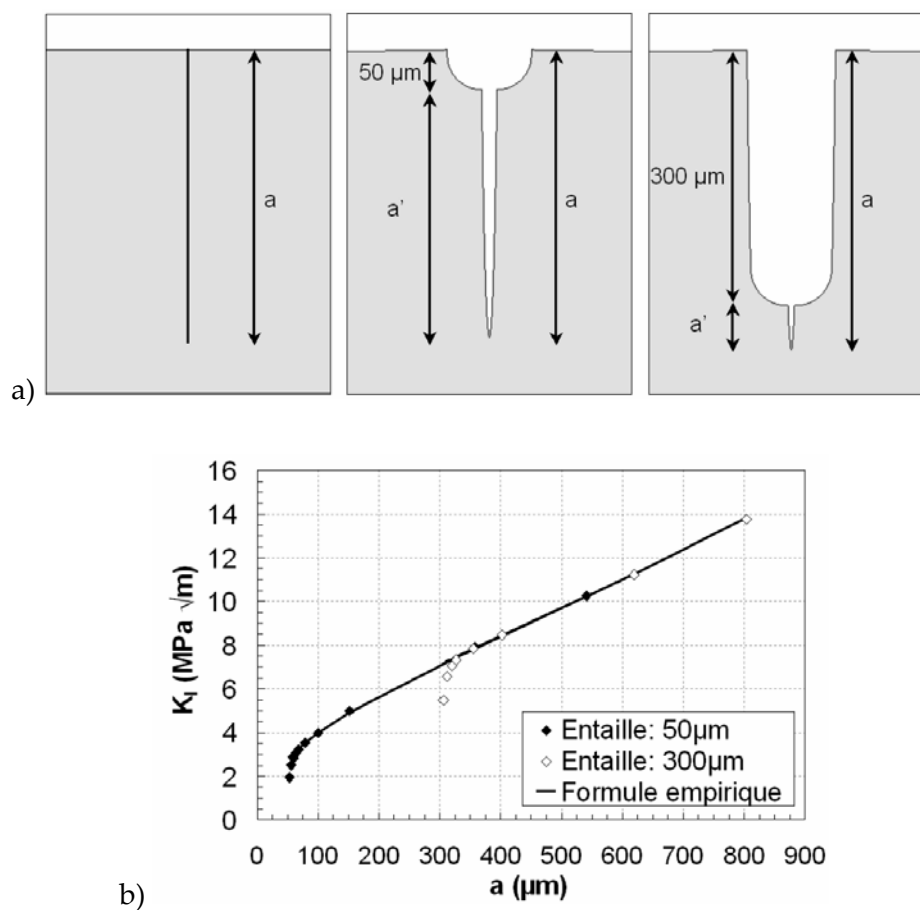 50 µm
a'
a
a
300 µm
a'
a
a)
16
14
12
10
8
6
4
2
0
K_I (MPa √m)
Entaille: 50µm
Entaille: 300µm
Formule empirique
0 100 200 300 400 500 600 700 800 900
a (µm)
b)